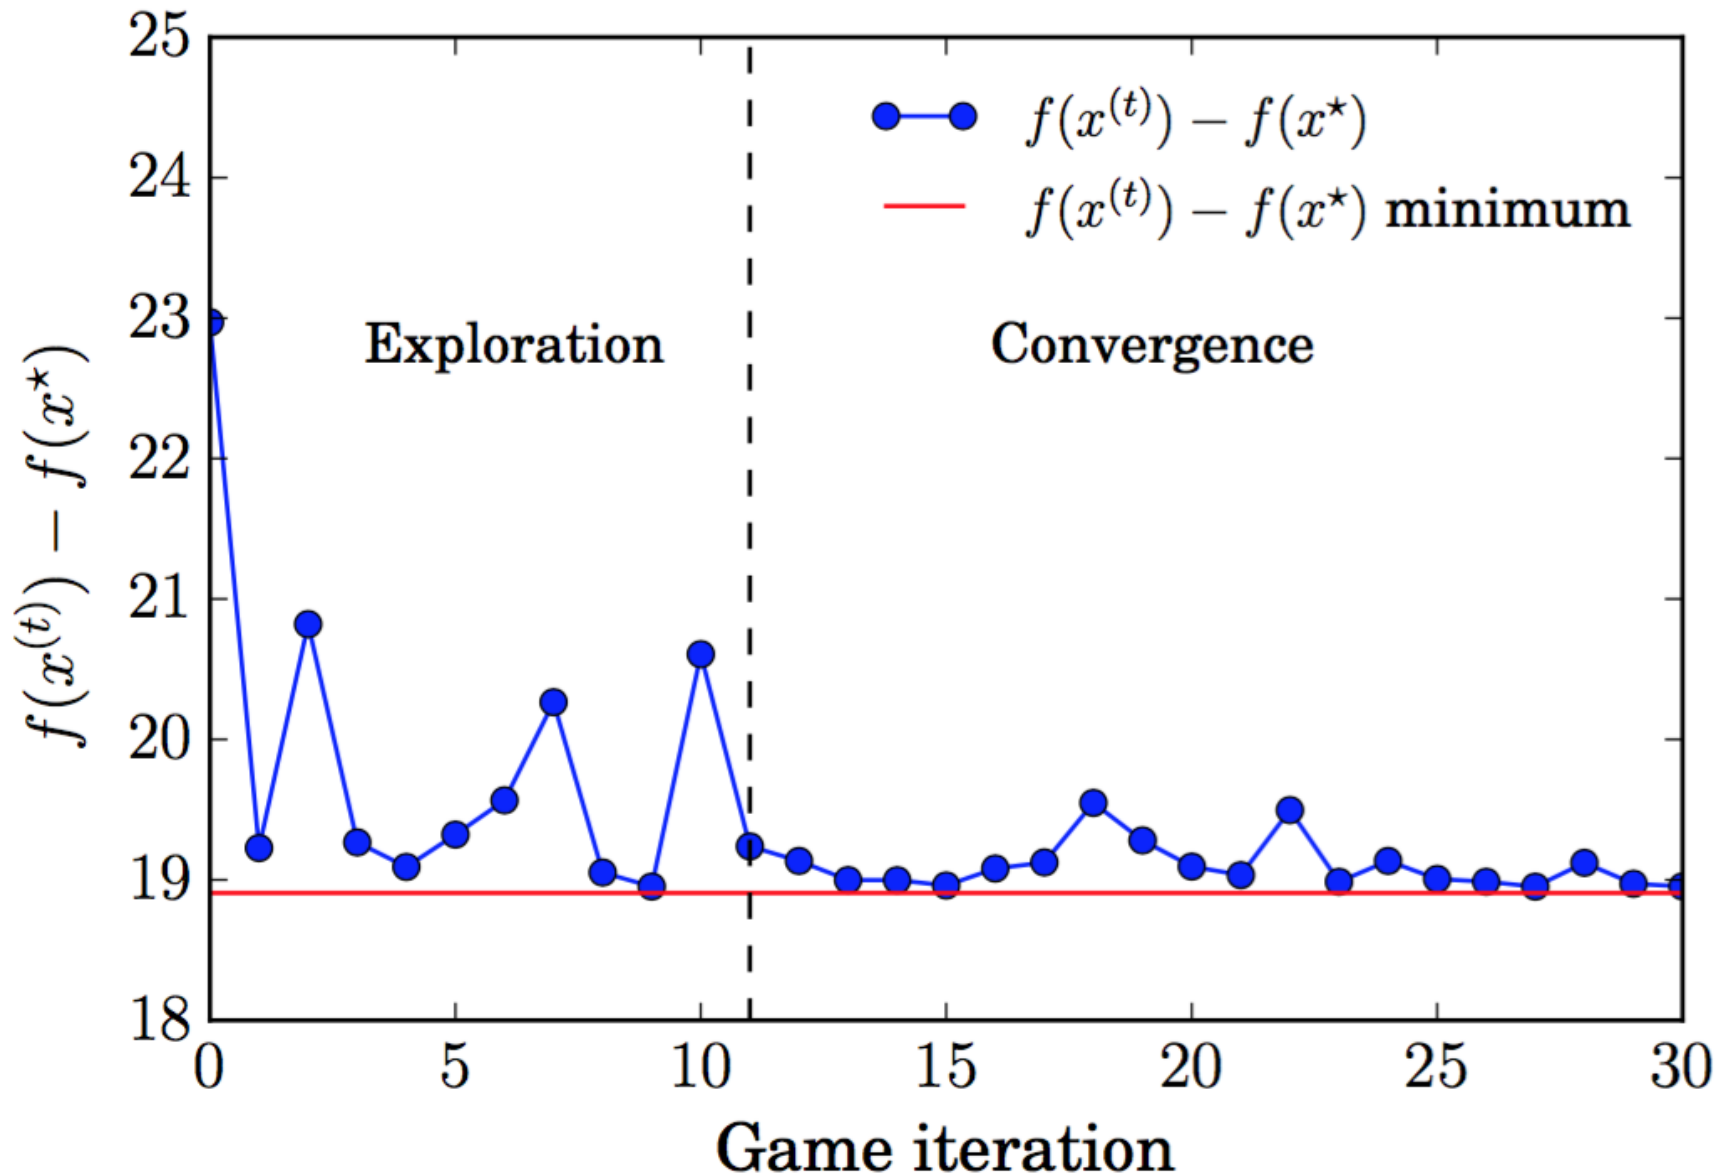 25
24
23
22
21
20
19
18
f(x^{(t)}) − f(x^⋆)
f(x^{(t)}) − f(x^⋆)
f(x^{(t)}) − f(x^⋆) minimum
Exploration
Convergence
0 5 10 15 20 25 30
Game iteration